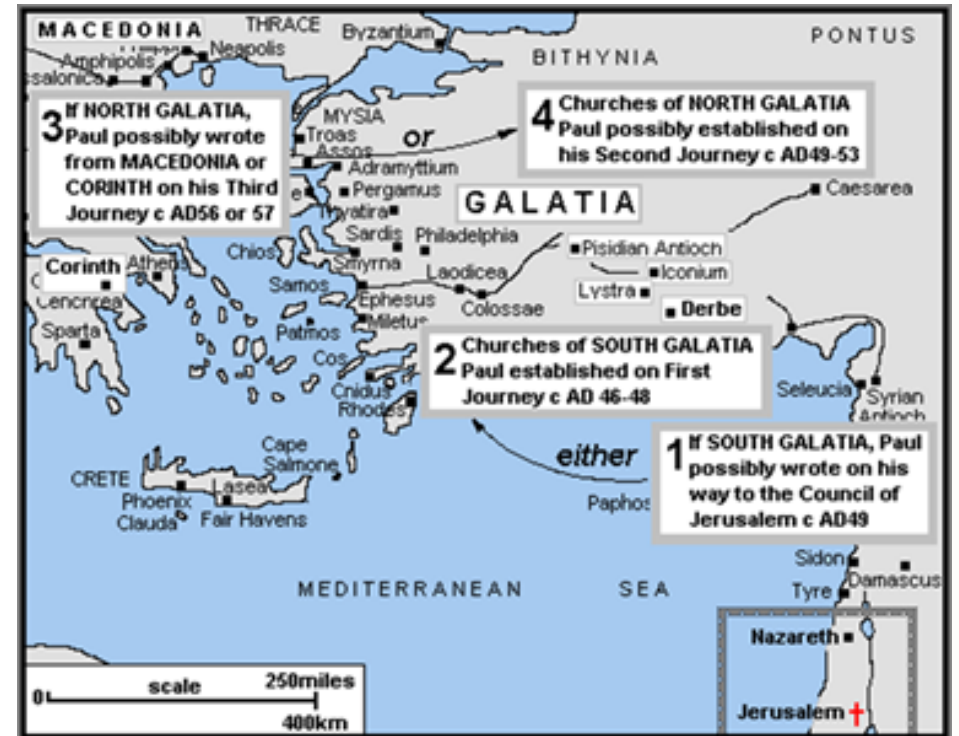 MACEDONIA
THRACE
Byzantium
PONTUS
BITHYNIA
Neapolis
Amphipolis
3 If NORTH GALATIA,
Paul possibly wrote
from MACEDONIA or
CORINTH on his Third
Journey c AD56 or 57
4 Churches of NORTH GALATIA
Paul possibly established on
his Second Journey c AD49-53
MYSIA
Troas
or
Assos
Adramyttium
Pergamus
Thyatira
Caesarea
GALATIA
Sardis
Philadelphia
Chios
Smyrna
Pisidian Antioch
Iconium
Lystra
Derbe
Laodicea
Colossae
Corinth
Athens
Cencrea
Samos
Ephesus
Miletus
Sparta
Patmos
Cos
Cnidus
Rhodes
2 Churches of SOUTH GALATIA
Paul established on First
Journey c AD 46-48
Seleucia
Syrian
Antioch
either
1 If SOUTH GALATIA, Paul
possibly wrote on his
way to the Council of
Jerusalem c AD49
Cape
Salmone
CRETE
Lasea
Phoenix
Clauda
Fair Havens
Paphos
Sidon
Damascus
Tyre
MEDITERRANEAN SEA
Nazareth
Jerusalem
0
scale
250miles
400km